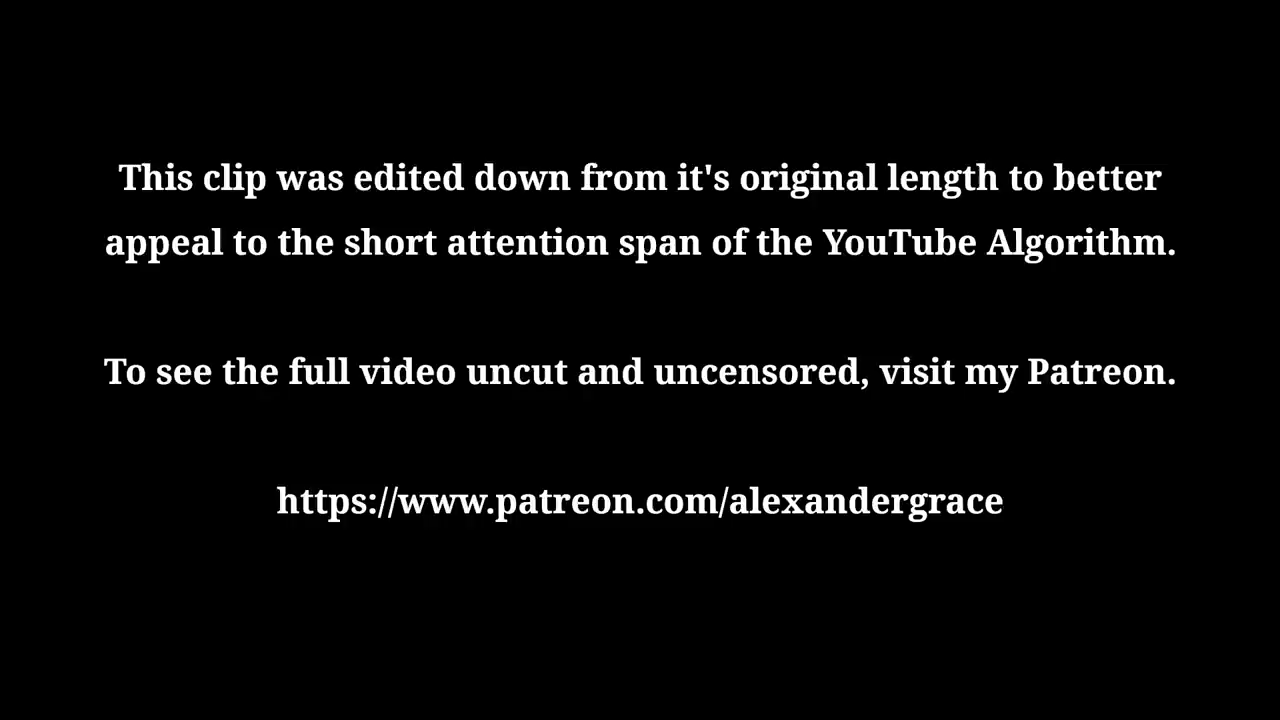 This clip was edited down from it's original length to better
appeal to the short attention span of the YouTube Algorithm.
To see the full video uncut and uncensored, visit my Patreon.
https://www.patreon.com/alexandergrace